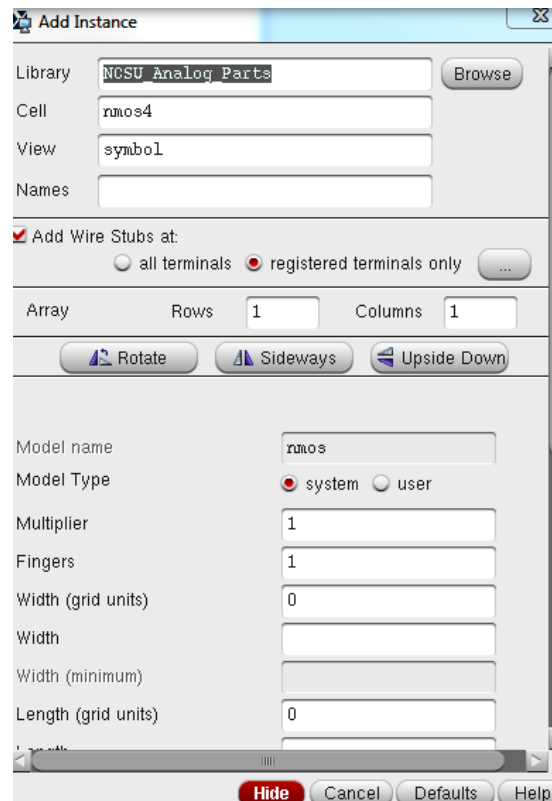 Add Instance
Library NCSU_Analog_Parts Browse
Cell nmos4
View symbol
Names
Add Wire Stubs at:
all terminals registered terminals only ...
Array Rows 1 Columns 1
Rotate Sideways Upside Down
Model name nmos
Model Type system user
Multiplier 1
Fingers 1
Width (grid units) 0
Width
Width (minimum)
Length (grid units) 0
Hide Cancel Defaults Help